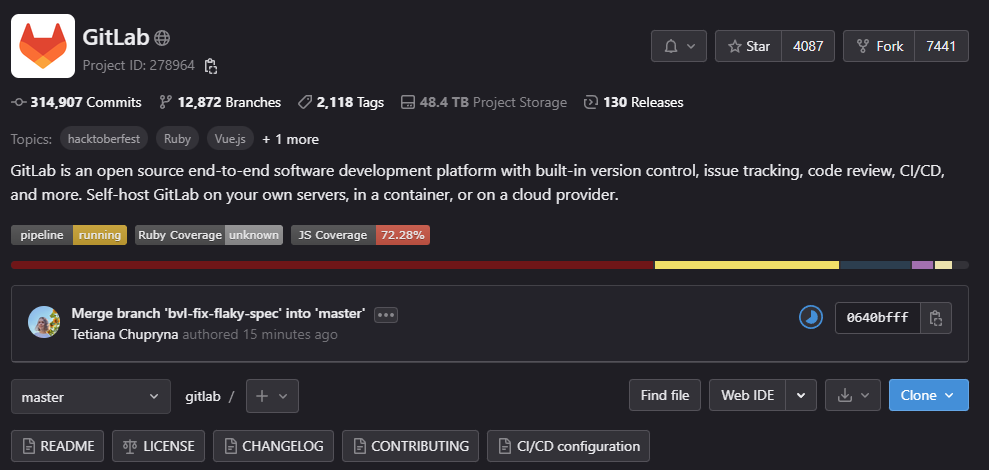 GitLab
Project ID: 278964
Star 4087 Fork 7441
314,907 Commits 12,872 Branches 2,118 Tags 48.4 TB Project Storage 130 Releases
Topics: hacktoberfest Ruby Vue.js + 1 more
GitLab is an open source end-to-end software development platform with built-in version control, issue tracking, code review, CI/CD,
and more. Self-host GitLab on your own servers, in a container, or on a cloud provider.
pipeline running Ruby Coverage unknown JS Coverage 72.28%
Merge branch 'bvl-fix-flaky-spec' into 'master'
Tetiana Chupryna authored 15 minutes ago
0640bfff
master gitlab / Find file Web IDE Clone
README LICENSE CHANGELOG CONTRIBUTING CI/CD configuration